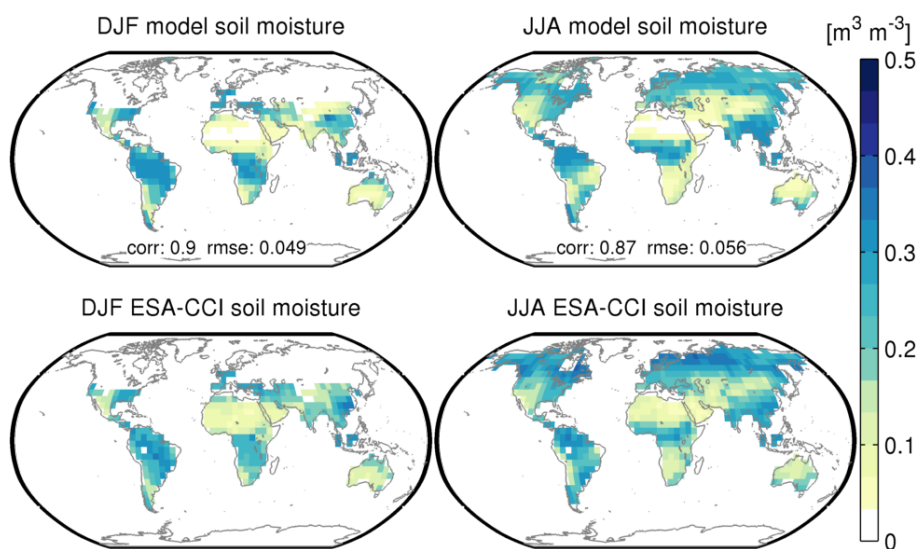 DJF model soil moisture
JJA model soil moisture
[m³ m⁻³]
corr: 0.9 rmse: 0.049
corr: 0.87 rmse: 0.056
DJF ESA-CCI soil moisture
JJA ESA-CCI soil moisture
0.5
0.4
0.3
0.2
0.1
0